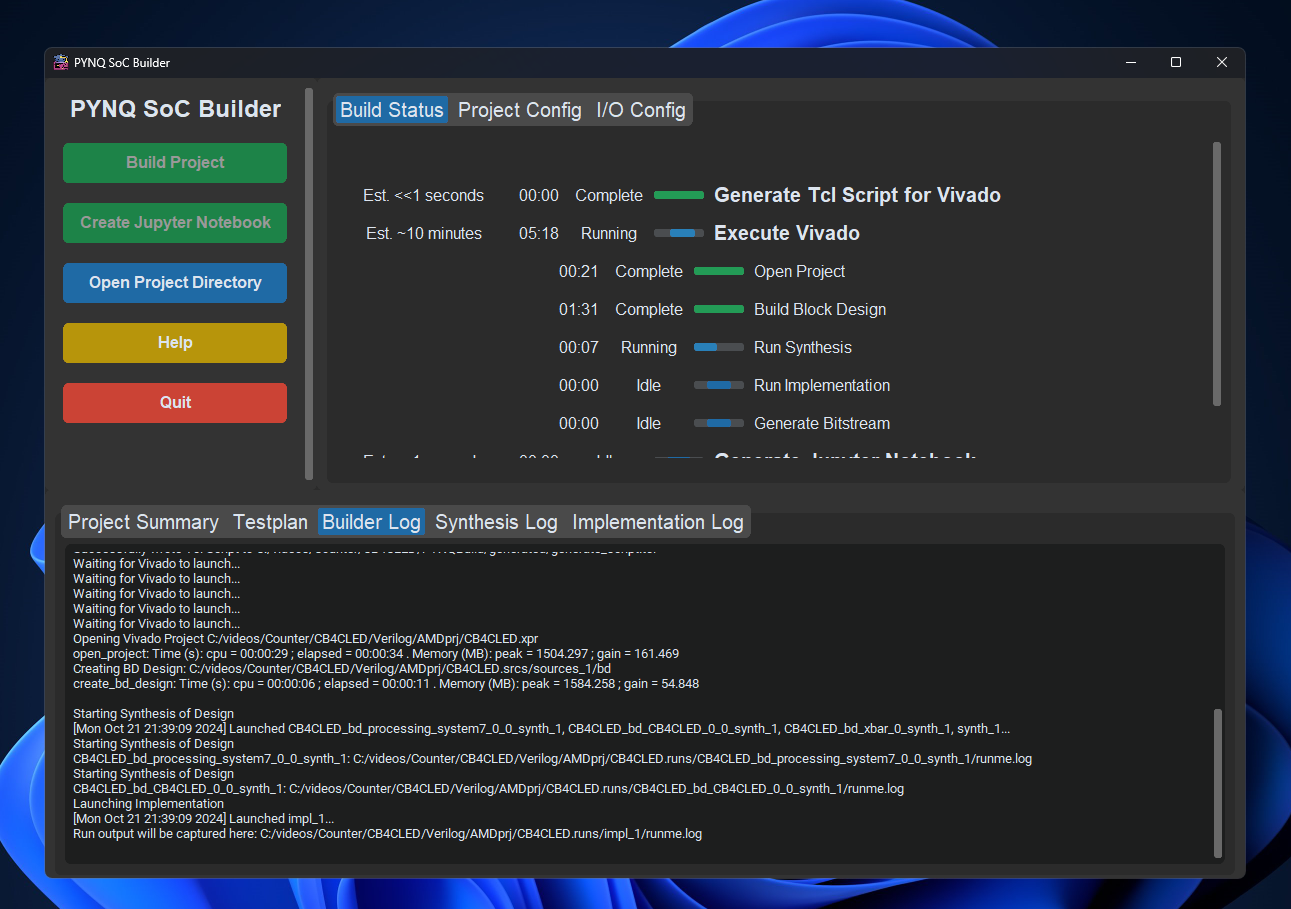 PYNQ SoC Builder
PYNQ SoC Builder
Build Project
Create Jupyter Notebook
Open Project Directory
Help
Quit
Build Status Project Config I/O Config
Est. <<1 seconds 00:00 Complete Generate Tcl Script for Vivado
Est. ~10 minutes 05:18 Running Execute Vivado
00:21 Complete Open Project
01:31 Complete Build Block Design
00:07 Running Run Synthesis
00:00 Idle Run Implementation
00:00 Idle Generate Bitstream
Generate Jupyter Notebook
Project Summary Testplan Builder Log Synthesis Log Implementation Log
Waiting for Vivado to launch...
Waiting for Vivado to launch...
Waiting for Vivado to launch...
Waiting for Vivado to launch...
Waiting for Vivado to launch...
Opening Vivado Project C:/videos/Counter/CB4CLED/Verilog/AMDprj/CB4CLED.xpr
open_project: Time (s): cpu = 00:00:29 ; elapsed = 00:00:34 . Memory (MB): peak = 1504.297 ; gain = 161.469
Creating BD Design: C:/videos/Counter/CB4CLED/Verilog/AMDprj/CB4CLED.srcs/sources_1/bd
create_bd_design: Time (s): cpu = 00:00:06 ; elapsed = 00:00:11 . Memory (MB): peak = 1584.258 ; gain = 54.848
Starting Synthesis of Design
[Mon Oct 21 21:39:09 2024] Launched CB4CLED_bd_processing_system7_0_0_synth_1, CB4CLED_bd_CB4CLED_0_0_synth_1, CB4CLED_bd_xbar_0_synth_1, synth_1...
Starting Synthesis of Design
CB4CLED_bd_processing_system7_0_0_synth_1: C:/videos/Counter/CB4CLED/Verilog/AMDprj/CB4CLED.runs/CB4CLED_bd_processing_system7_0_0_synth_1/runme.log
Starting Synthesis of Design
CB4CLED_bd_CB4CLED_0_0_synth_1: C:/videos/Counter/CB4CLED/Verilog/AMDprj/CB4CLED.runs/CB4CLED_bd_CB4CLED_0_0_synth_1/runme.log
Launching Implementation
[Mon Oct 21 21:39:09 2024] Launched impl_1...
Run output will be captured here: C:/videos/Counter/CB4CLED/Verilog/AMDprj/CB4CLED.runs/impl_1/runme.log